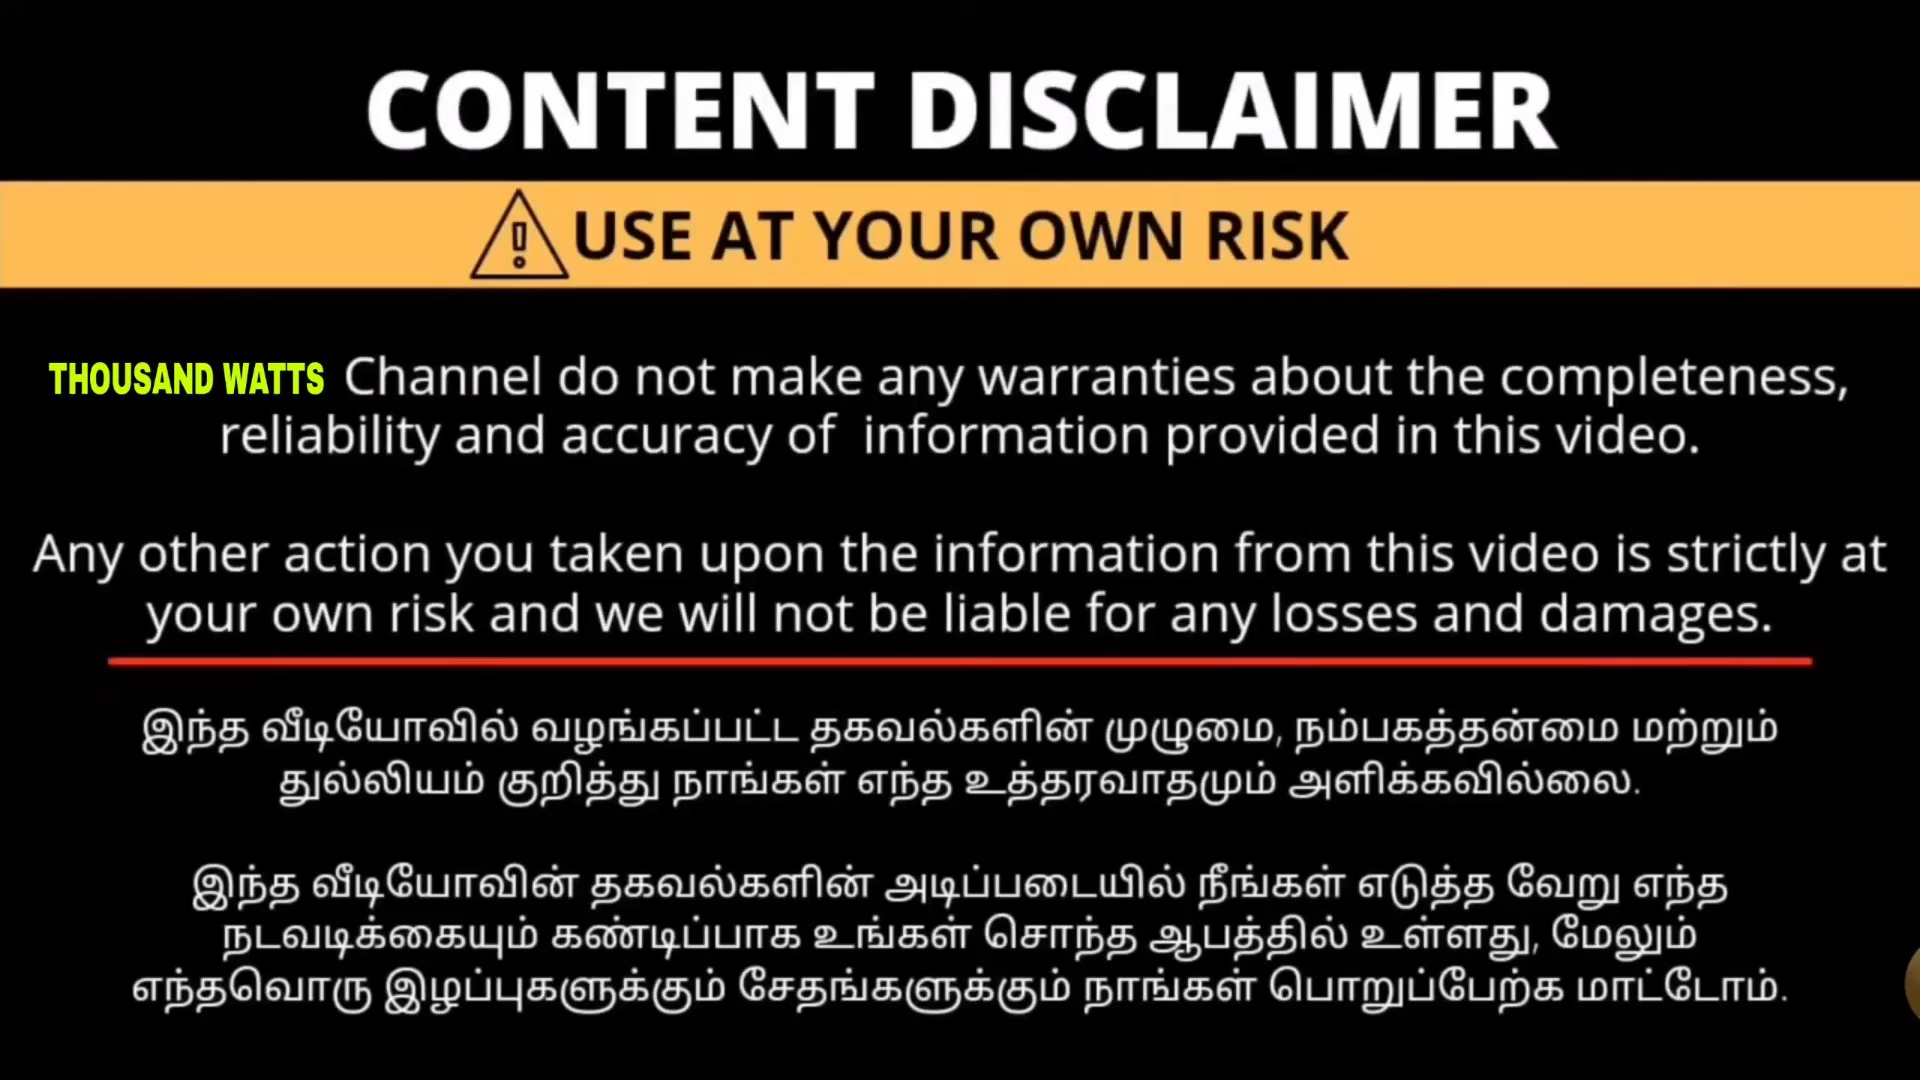 CONTENT DISCLAIMER
USE AT YOUR OWN RISK
THOUSAND WATTS Channel do not make any warranties about the completeness,
reliability and accuracy of information provided in this video.
Any other action you taken upon the information from this video is strictly at
your own risk and we will not be liable for any losses and damages.
இந்த வீடியோவில் வழங்கப்பட்ட தகவல்களின் முழுமை, நம்பகத்தன்மை மற்றும்
துல்லியம் குறித்து நாங்கள் எந்த உத்தரவாதமும் அளிக்கவில்லை.
இந்த வீடியோவின் தகவல்களின் அடிப்படையில் நீங்கள் எடுத்த வேறு எந்த
நடவடிக்கையும் கண்டிப்பாக உங்கள் சொந்த ஆபத்தில் உள்ளது, மேலும்
எந்தவொரு இழப்புகளுக்கும் சேதங்களுக்கும் நாங்கள் பொறுப்பேற்க மாட்டோம்.